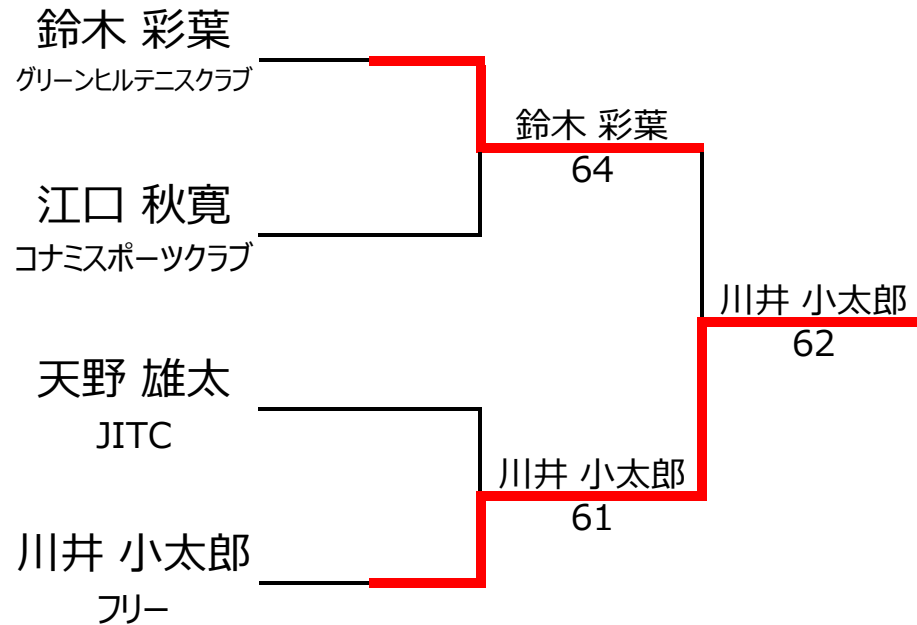 鈴木 彩葉
グリーンヒルテニスクラブ
江口 秋寛
コナミスポーツクラブ
天野 雄太
JITC
川井 小太郎
フリー
鈴木 彩葉
64
川井 小太郎
61
川井 小太郎
62